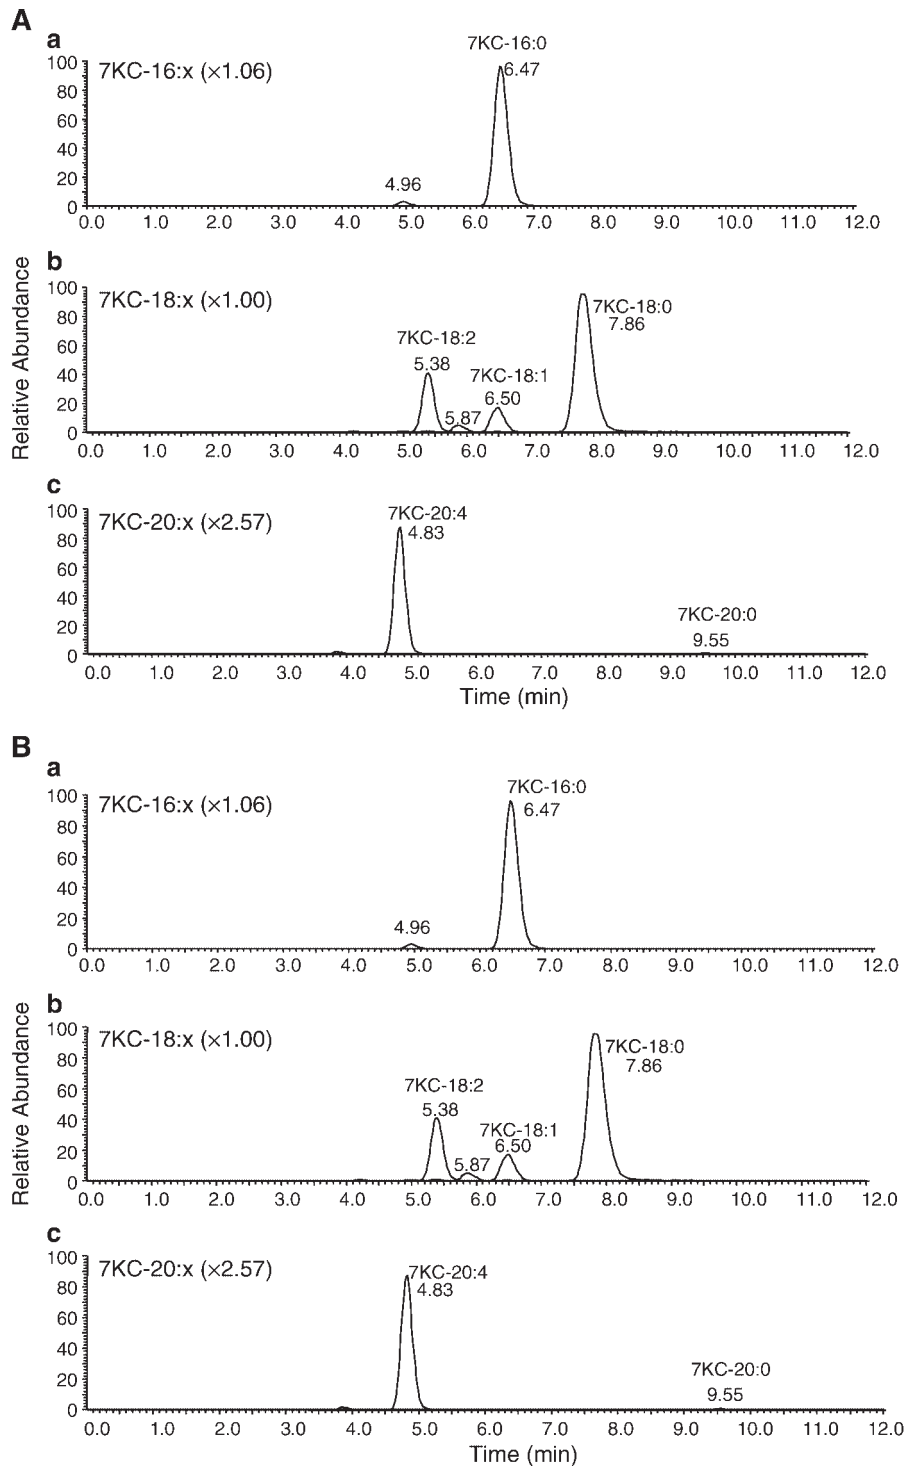 A
a
7KC-16:0
100
7KC-16:x (×1.06)
6.47
80
60
40
4.96
20
0
0.0 1.0 2.0 3.0 4.0 5.0 6.0 7.0 8.0 9.0 10.0 11.0 12.0
b
100
7KC-18:x (×1.00)
7KC-18:0
80
7.86
7KC-18:2
60
5.38
7KC-18:1
40
6.50
20
5.87
0
0.0 1.0 2.0 3.0 4.0 5.0 6.0 7.0 8.0 9.0 10.0 11.0 12.0
Relative Abundance
c
100
7KC-20:x (×2.57)
7KC-20:4
4.83
80
60
40
7KC-20:0
20
9.55
0
0.0 1.0 2.0 3.0 4.0 5.0 6.0 7.0 8.0 9.0 10.0 11.0 12.0
Time (min)
B
a
7KC-16:0
100
7KC-16:x (×1.06)
6.47
80
60
40
4.96
20
0
0.0 1.0 2.0 3.0 4.0 5.0 6.0 7.0 8.0 9.0 10.0 11.0 12.0
b
100
7KC-18:x (×1.00)
7KC-18:0
80
7.86
7KC-18:2
60
5.38
7KC-18:1
40
6.50
20
5.87
0
0.0 1.0 2.0 3.0 4.0 5.0 6.0 7.0 8.0 9.0 10.0 11.0 12.0
Relative Abundance
c
100
7KC-20:x (×2.57)
7KC-20:4
4.83
80
60
40
7KC-20:0
20
9.55
0
0.0 1.0 2.0 3.0 4.0 5.0 6.0 7.0 8.0 9.0 10.0 11.0 12.0
Time (min)